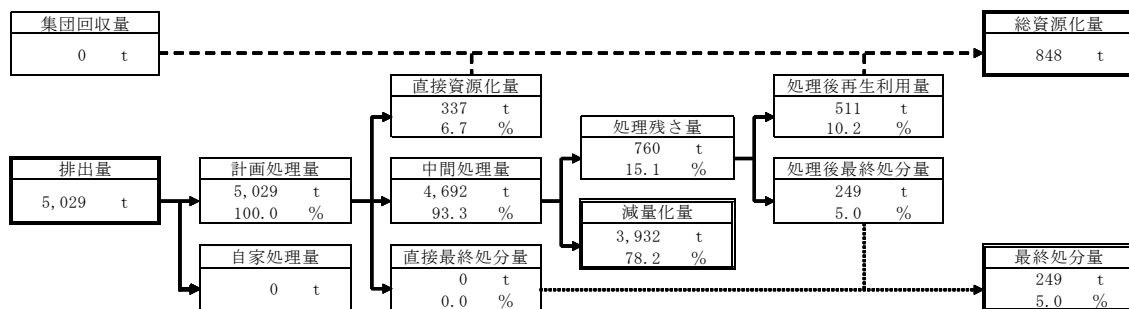 集団回収量
0 t
総資源化量
848 t
直接資源化量
337 t
6.7 %
処理後再生利用量
511 t
10.2 %
処理残さ量
760 t
15.1 %
排出量
5,029 t
計画処理量
5,029 t
100.0 %
中間処理量
4,692 t
93.3 %
処理後最終処分量
249 t
5.0 %
減量化量
3,932 t
78.2 %
自家処理量
0 t
直接最終処分量
0 t
0.0 %
最終処分量
249 t
5.0 %